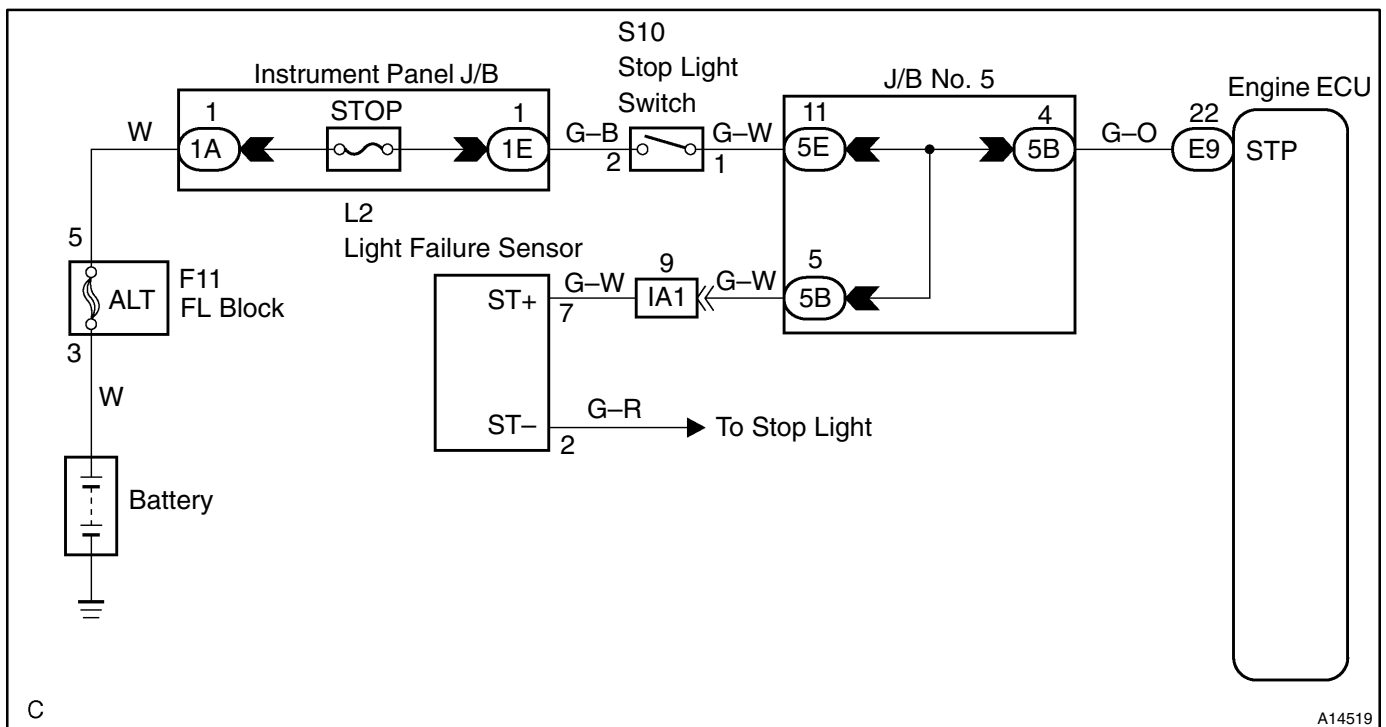 S10
Stop Light
Switch
Instrument Panel J/B
J/B No. 5
Engine ECU
1
STOP
1
11
4
22
W
1A
1E
G–B
2
G–W
1
5E
5B
G–O
E9
STP
L2
Light Failure Sensor
5
ALT
F11
FL Block
3
ST+
G–W
7
9
IA1
G–W
5
5B
W
ST–
G–R
2
To Stop Light
Battery
C
A14519